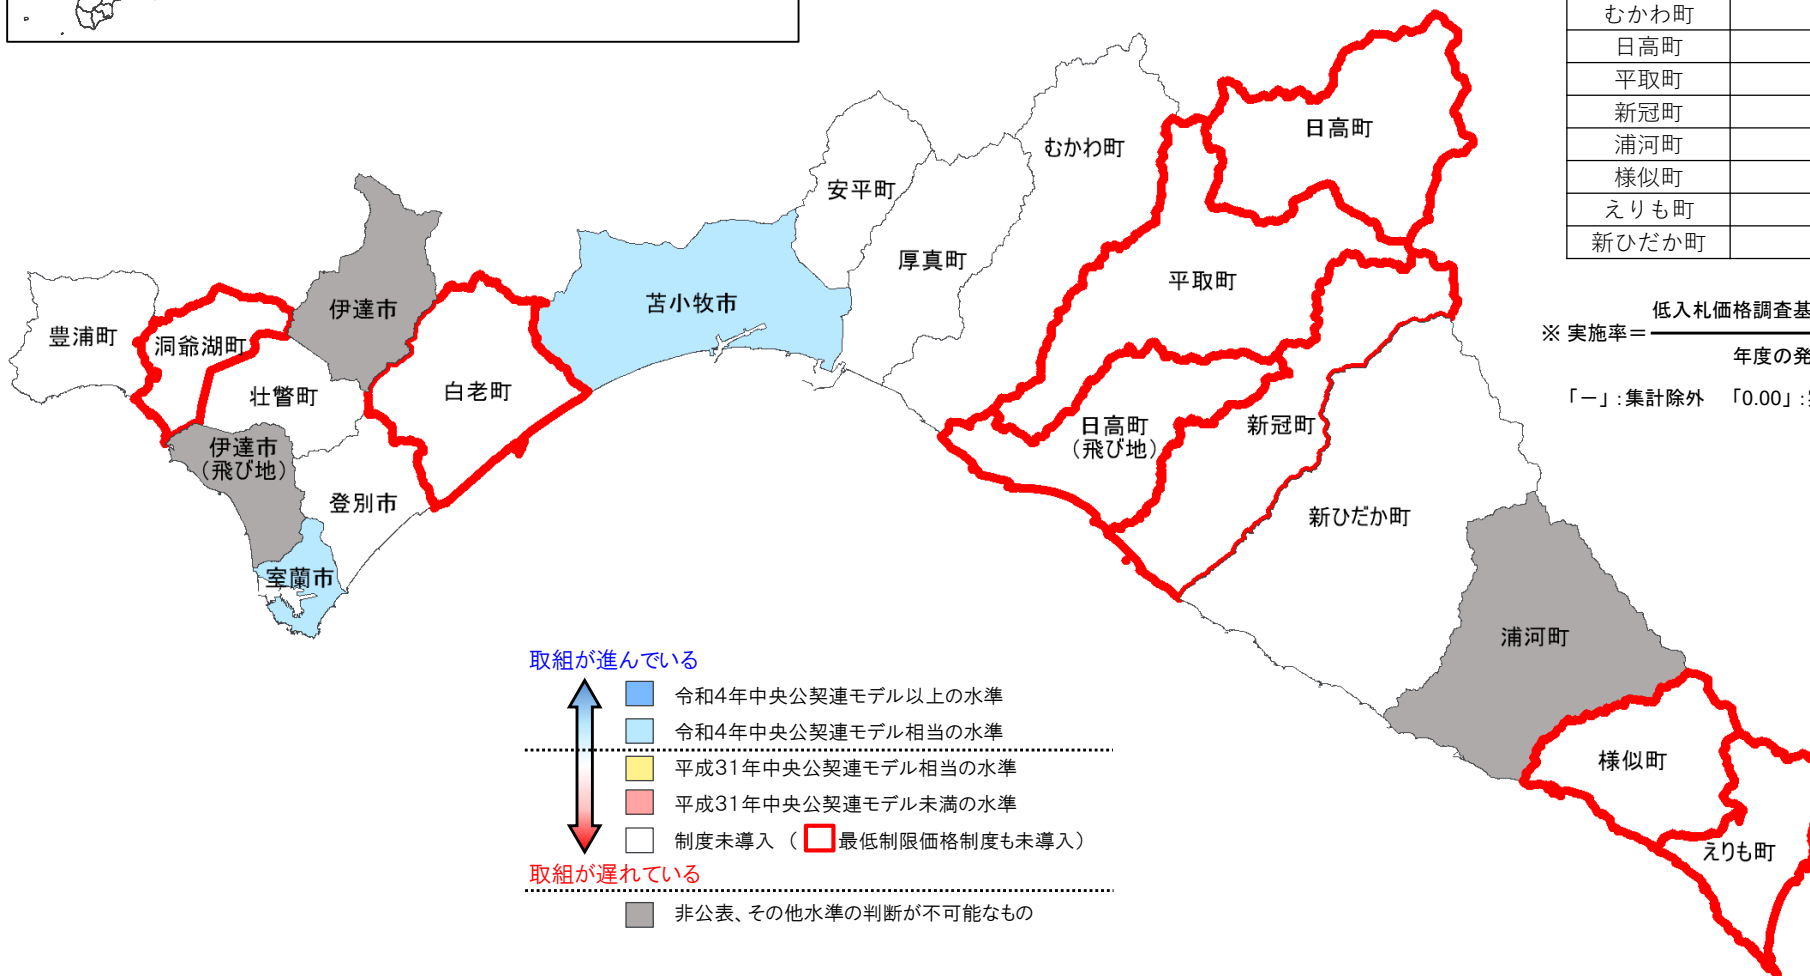 むかわ町
日高町
平取町
新冠町
浦河町
様似町
えりも町
新ひだか町
低入札価格調査基
※ 実施率＝
年度の発
「－」:集計除外　「0.00」:
日高町
むかわ町
安平町
厚真町
平取町
伊達市
苫小牧市
豊浦町
洞爺湖町
壮瞥町
白老町
日高町
(飛び地)
新冠町
伊達市
(飛び地)
登別市
新ひだか町
室蘭市
浦河町
様似町
えりも町
取組が進んでいる
令和4年中央公契連モデル以上の水準
令和4年中央公契連モデル相当の水準
平成31年中央公契連モデル相当の水準
平成31年中央公契連モデル未満の水準
制度未導入 （ 最低制限価格制度も未導入）
取組が遅れている
非公表、その他水準の判断が不可能なもの